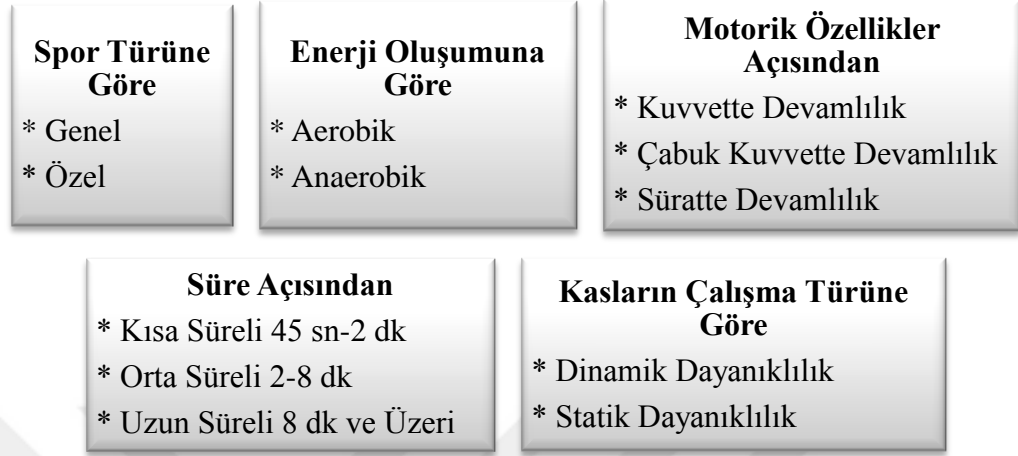 Spor Türüne
Göre
* Genel
* Özel
Enerji Oluşumuna
Göre
* Aerobik
* Anaerobik
Motorik Özellikler
Açısından
* Kuvvette Devamlılık
* Çabuk Kuvvette Devamlılık
* Süratte Devamlılık
Süre Açısından
* Kısa Süreli 45 sn-2 dk
* Orta Süreli 2-8 dk
* Uzun Süreli 8 dk ve Üzeri
Kasların Çalışma Türüne
Göre
* Dinamik Dayanıklılık
* Statik Dayanıklılık